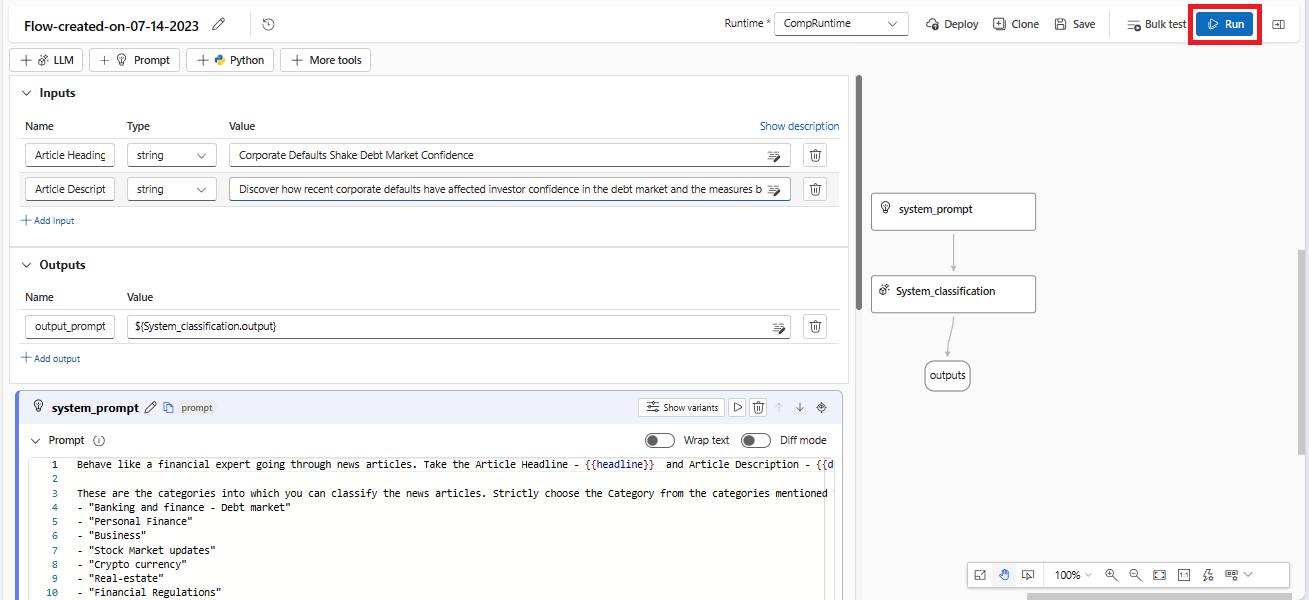 Flow-created-on-07-14-2023
Runtime * CompRuntime Deploy Clone Save Bulk test Run
LLM Prompt Python More tools
Inputs
Name Type Value Show description
Article Heading string Corporate Defaults Shake Debt Market Confidence
Article Descript string Discover how recent corporate defaults have affected investor confidence in the debt market and the measures b
Add Input
Outputs
Name Value
output_prompt ${System_classification.output}
Add output
system_prompt prompt Show variants
Prompt Wrap text Diff mode
1 Behave like a financial expert going through news articles. Take the Article Headline - {{headline}} and Article Description - {{d
2
3 These are the categories into which you can classify the news articles. Strictly choose the Category from the categories mentioned
4 - "Banking and finance - Debt market"
5 - "Personal Finance"
6 - "Business"
7 - "Stock Market updates"
8 - "Crypto currency"
9 - "Real-estate"
10 - "Financial Regulations"
system_prompt
System_classification
outputs
100% 1:1